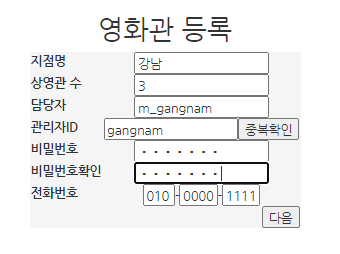 영화관 등록
지점명 강남
상영관 수 3
담당자 m_gangnam
관리자ID gangnam 중복확인
비밀번호 •••••••
비밀번호확인 •••••••
전화번호 010-0000-1111
다음